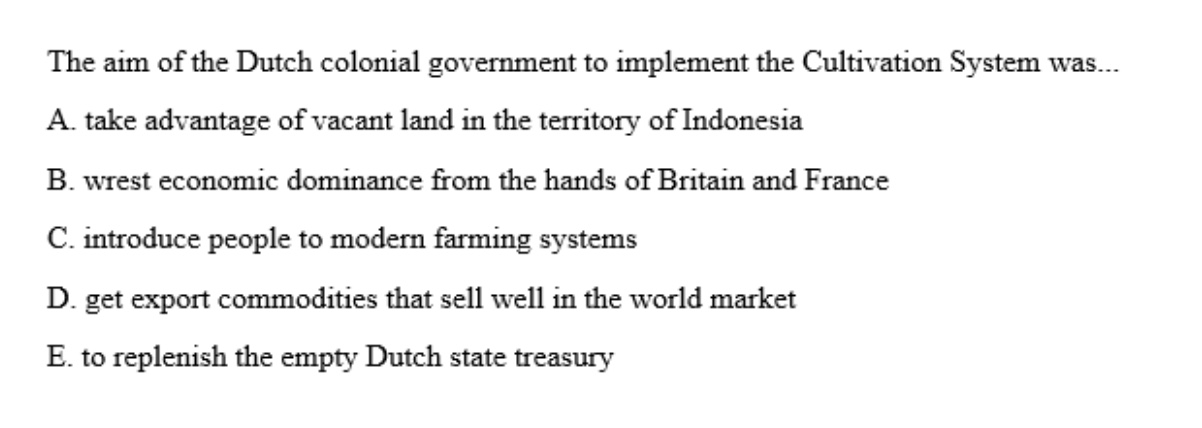 The aim of the Dutch colonial government to implement the Cultivation System was...
A. take advantage of vacant land in the territory of Indonesia
B. wrest economic dominance from the hands of Britain and France
C. introduce people to modern farming systems
D. get export commodities that sell well in the world market
E. to replenish the empty Dutch state treasury